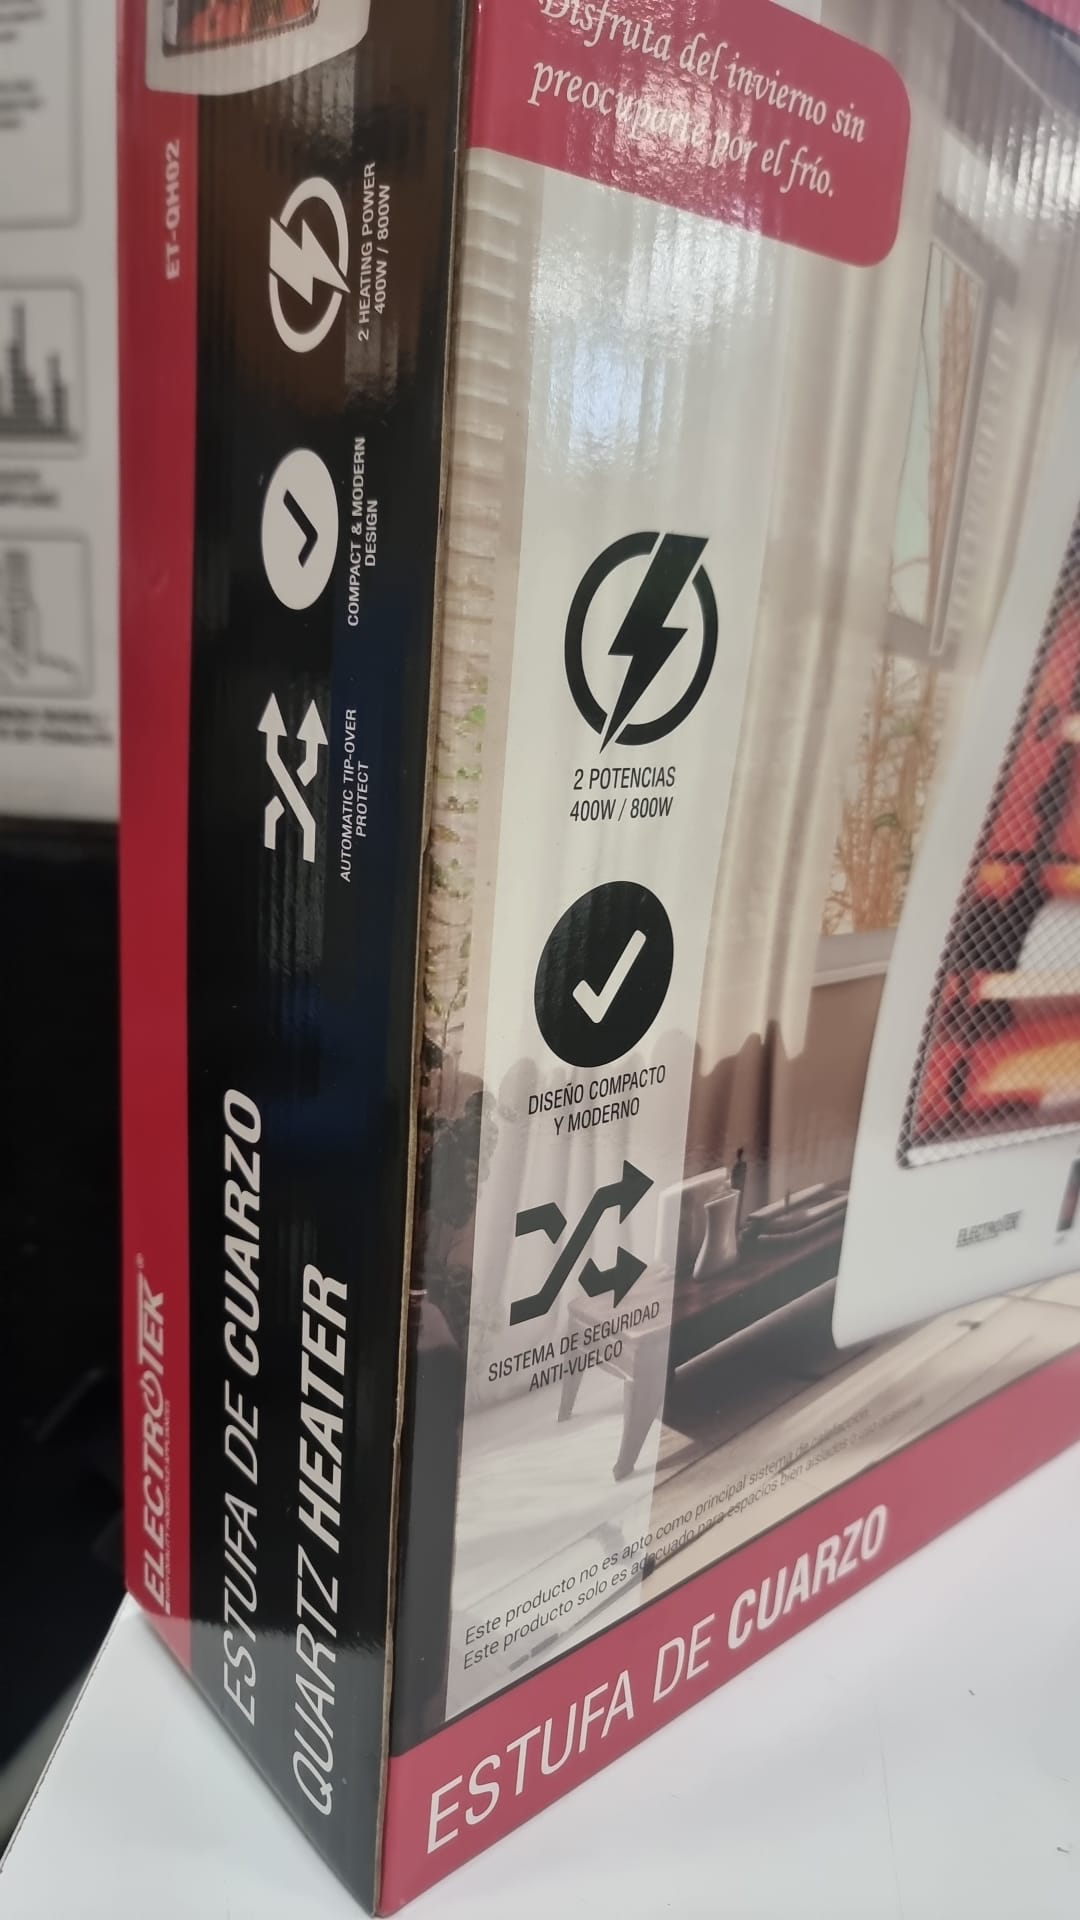 Disfruta del invierno sin
preocuparte por el frío.
ET-QH02
2 HEATING POWER
400W / 800W
COMPACT & MODERN
DESIGN
AUTOMATIC TIP-OVER
PROTECT
ELECTROTEK®
ESTUFA DE CUARZO
QUARTZ HEATER
2 POTENCIAS
400W / 800W
DISEÑO COMPACTO
Y MODERNO
SISTEMA DE SEGURIDAD
ANTI-VUELCO
ELECTROTEK
Este producto no es apto como principal sistema de calefacción.
Este producto solo es adecuado para espacios bien aislados o uso ocasional.
ESTUFA DE CUARZO